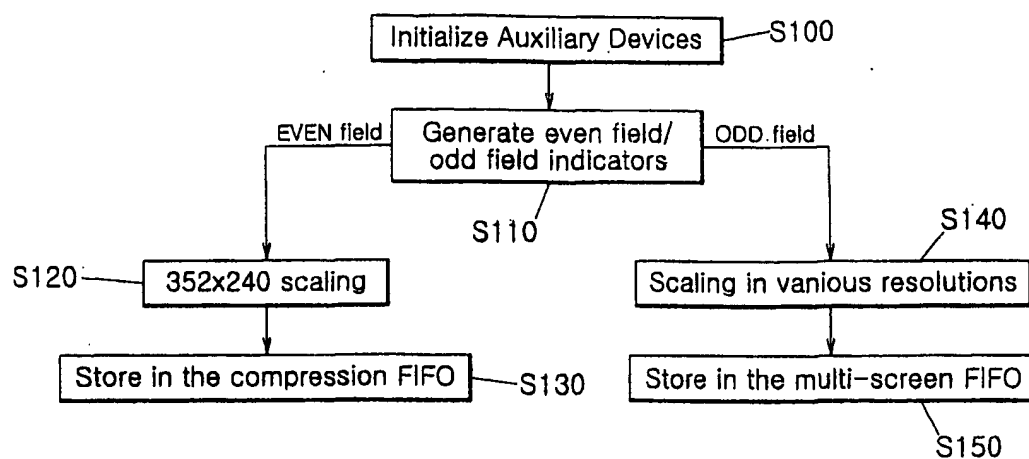 Initialize Auxiliary Devices
S100
EVEN field
Generate even field/
odd field indicators
ODD. field
S110
S140
S120
352x240 scaling
Scaling in vanious resolutions
Store in the compression FIFO
S130
Store in the multi-screen FIFO
S150